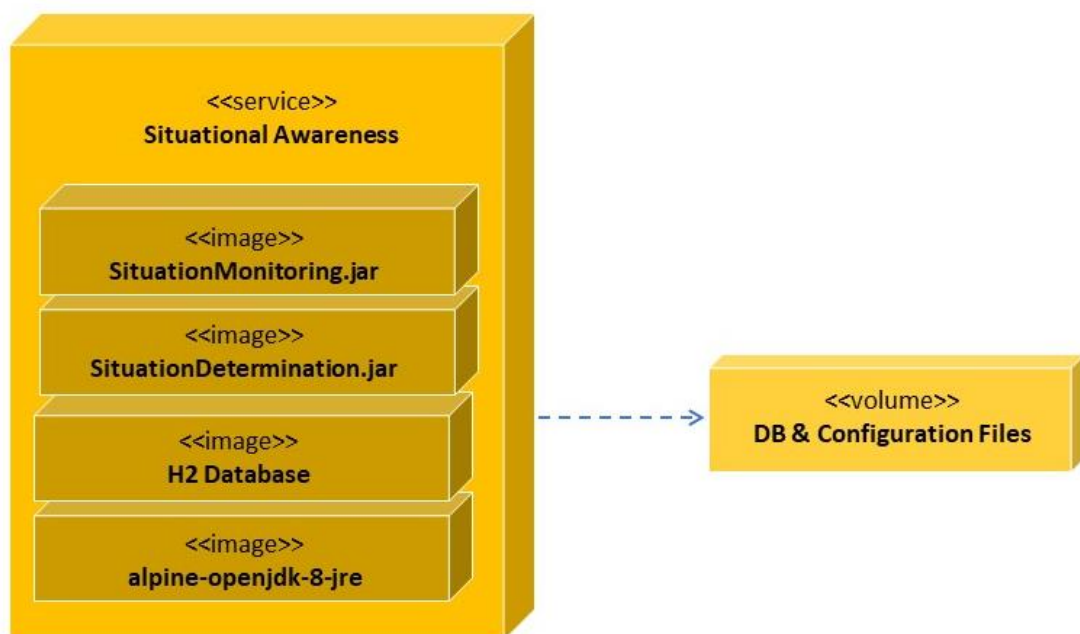 <<service>>
Situational Awareness
<<image>>
SituationMonitoring.jar
<<image>>
SituationDetermination.jar
<<image>>
H2 Database
<<image>>
alpine-openjdk-8-jre
<<volume>>
DB & Configuration Files